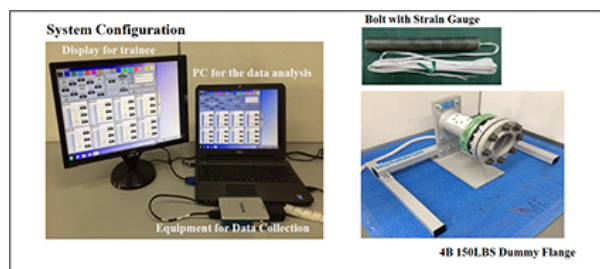 System Configuration
Bolt with Strain Gauge
Display for trainee
PC for the data analysis
Equipment for Data Collection
4B 150LBS Dummy Flange